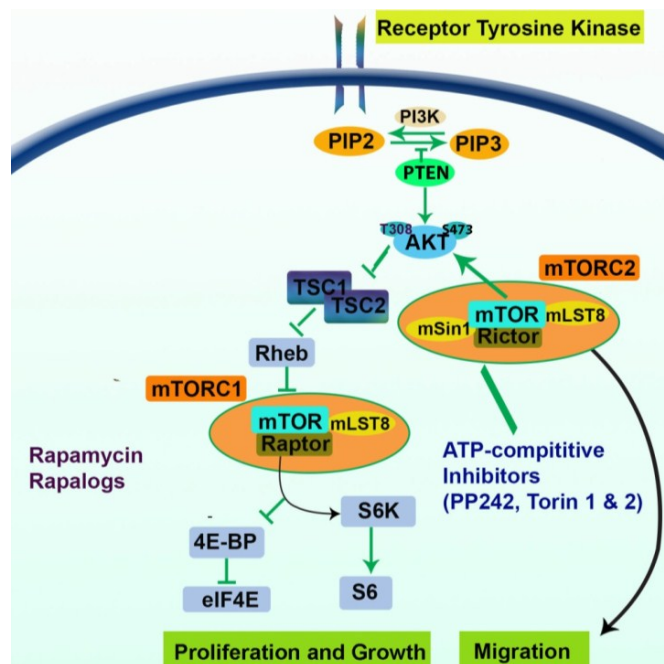 Receptor Tyrosine Kinase
PI3K
PIP2
PIP3
PTEN
T308
S473
AKT
mTORC2
TSC1
TSC2
mTOR
mLST8
mSin1
Rictor
Rheb
mTORC1
mTOR
mLST8
Raptor
Rapamycin
Rapalogs
ATP-compititive
Inhibitors
(PP242, Torin 1 & 2)
S6K
4E-BP
S6
eIF4E
Proliferation and Growth
Migration